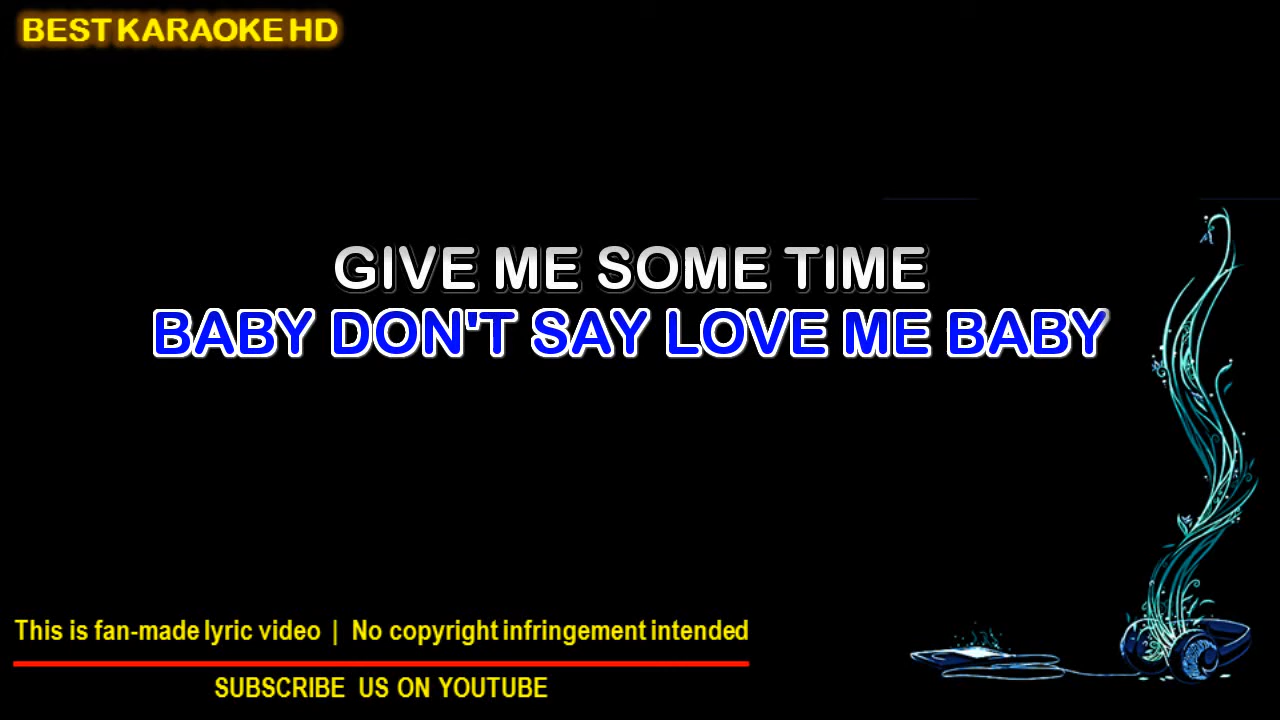 BEST KARAOKE HD
GIVE ME SOME TIME
BABY DON'T SAY LOVE ME BABY
This is fan-made lyric video | No copyright infringement intended
SUBSCRIBE US ON YOUTUBE